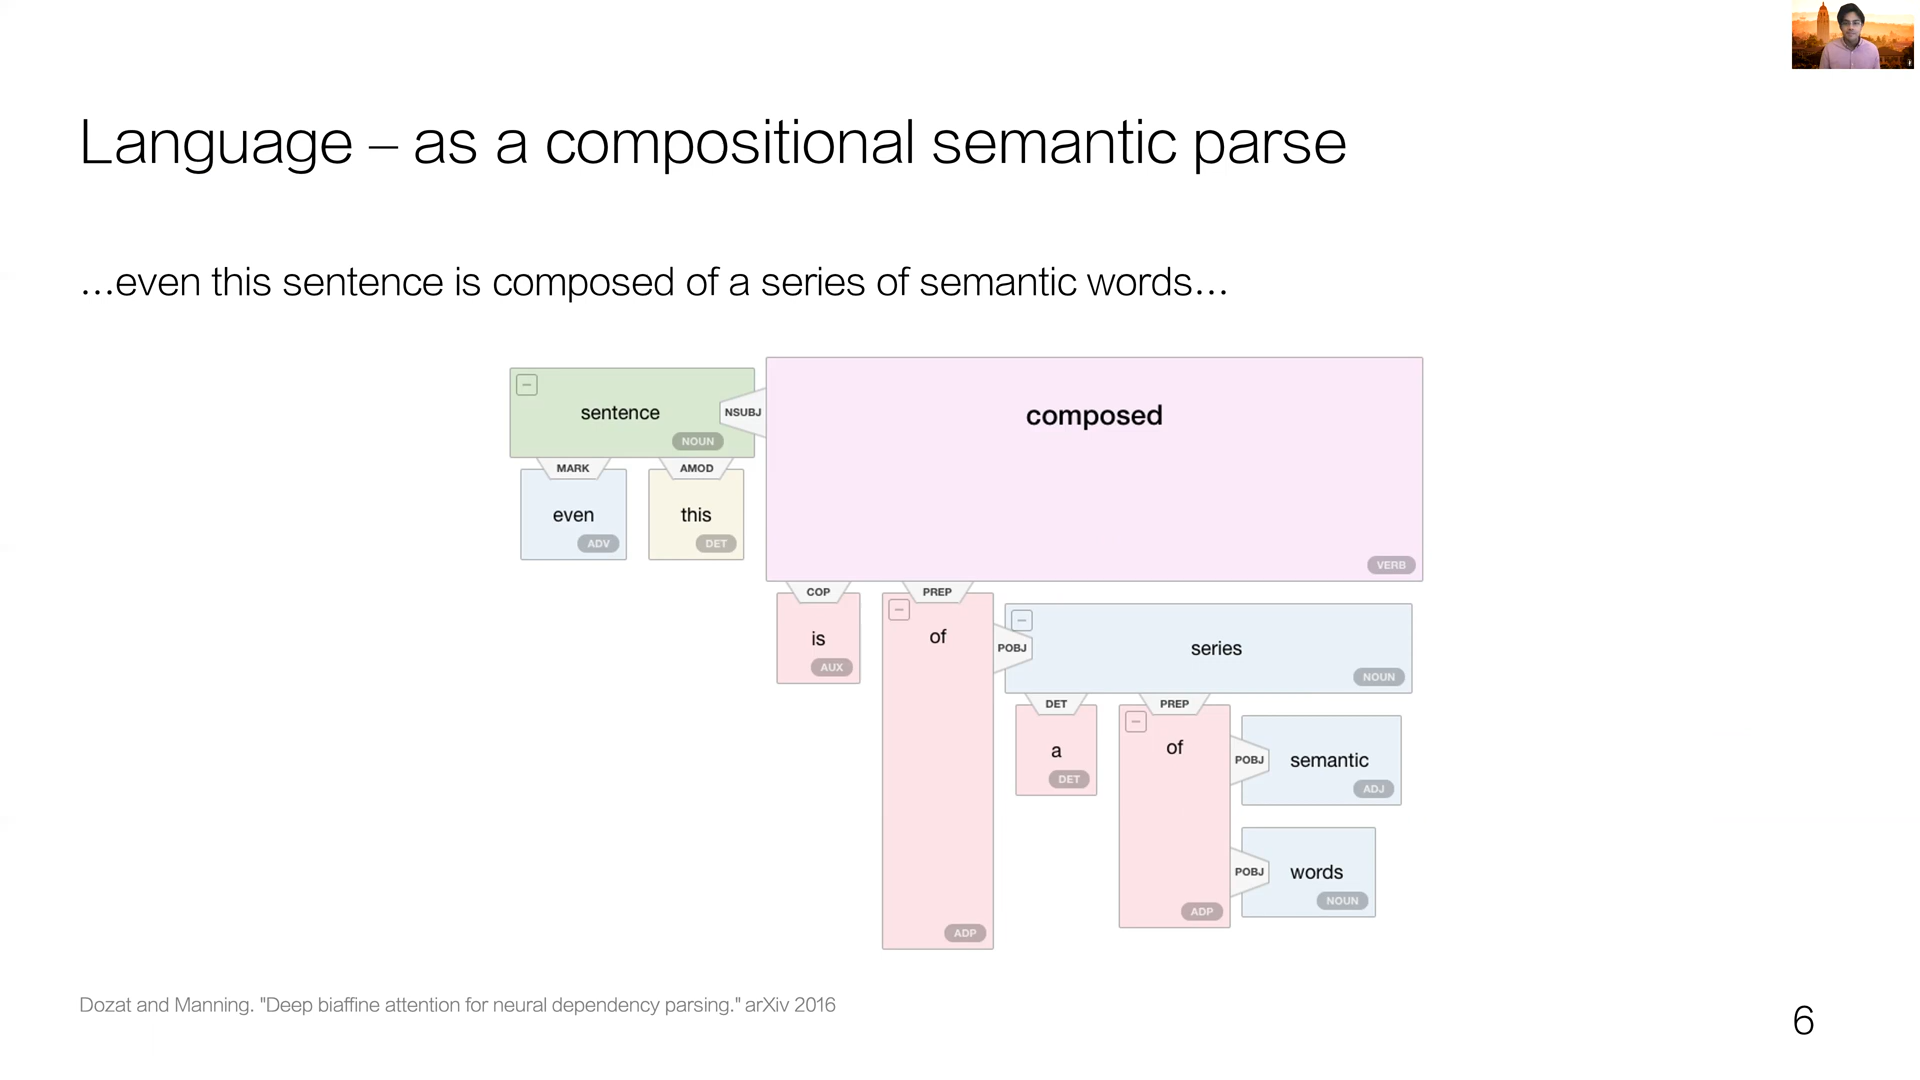 Language – as a compositional semantic parse
…even this sentence is composed of a series of semantic words…
sentence
NOUN
NSUBJ
composed
VERB
MARK
AMOD
even
ADV
this
DET
COP
PREP
is
AUX
of
ADP
POBJ
series
NOUN
DET
PREP
a
DET
of
ADP
POBJ
semantic
ADJ
POBJ
words
NOUN
Dozat and Manning. "Deep biaffine attention for neural dependency parsing." arXiv 2016
6